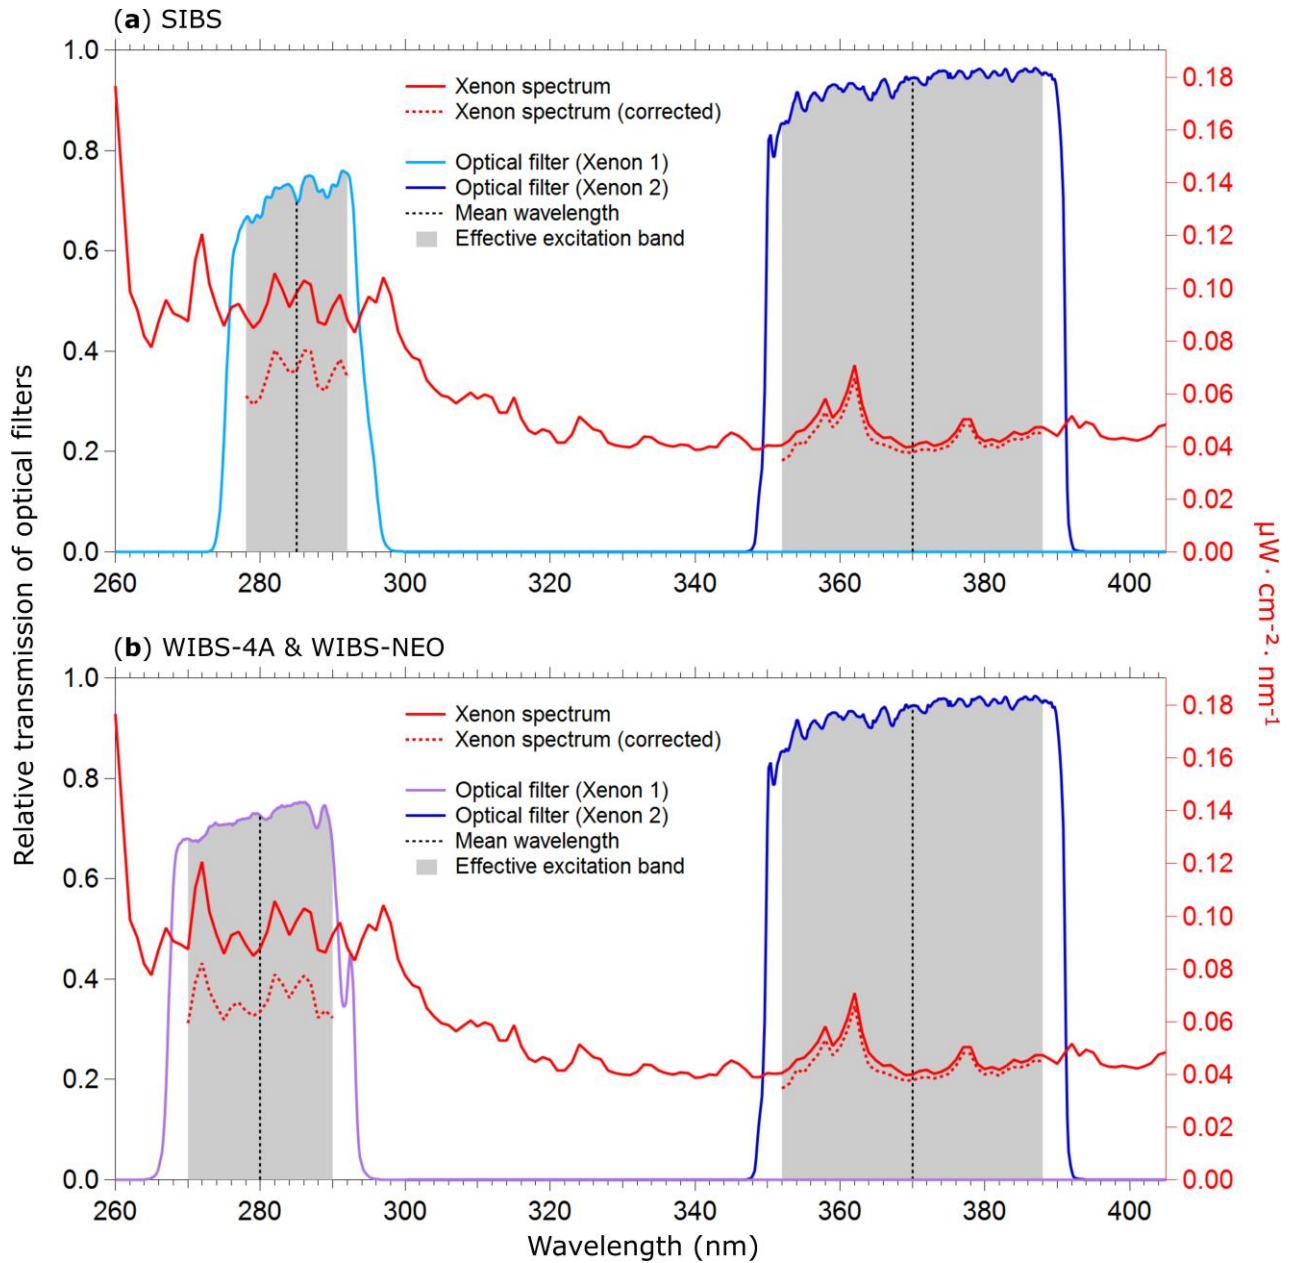 (a) SIBS
1.0
0.8
0.6
0.4
0.2
0.0
Xenon spectrum
Xenon spectrum (corrected)
Optical filter (Xenon 1)
Optical filter (Xenon 2)
Mean wavelength
Effective excitation band
0.18
0.16
0.14
0.12
0.10
0.08
0.06
0.04
0.02
0.00
260 280 300 320 340 360 380 400
Relative transmission of optical filters
μW · cm⁻² · nm⁻¹
(b) WIBS-4A & WIBS-NEO
1.0
0.8
0.6
0.4
0.2
0.0
Xenon spectrum
Xenon spectrum (corrected)
Optical filter (Xenon 1)
Optical filter (Xenon 2)
Mean wavelength
Effective excitation band
0.18
0.16
0.14
0.12
0.10
0.08
0.06
0.04
0.02
0.00
260 280 300 320 340 360 380 400
Wavelength (nm)